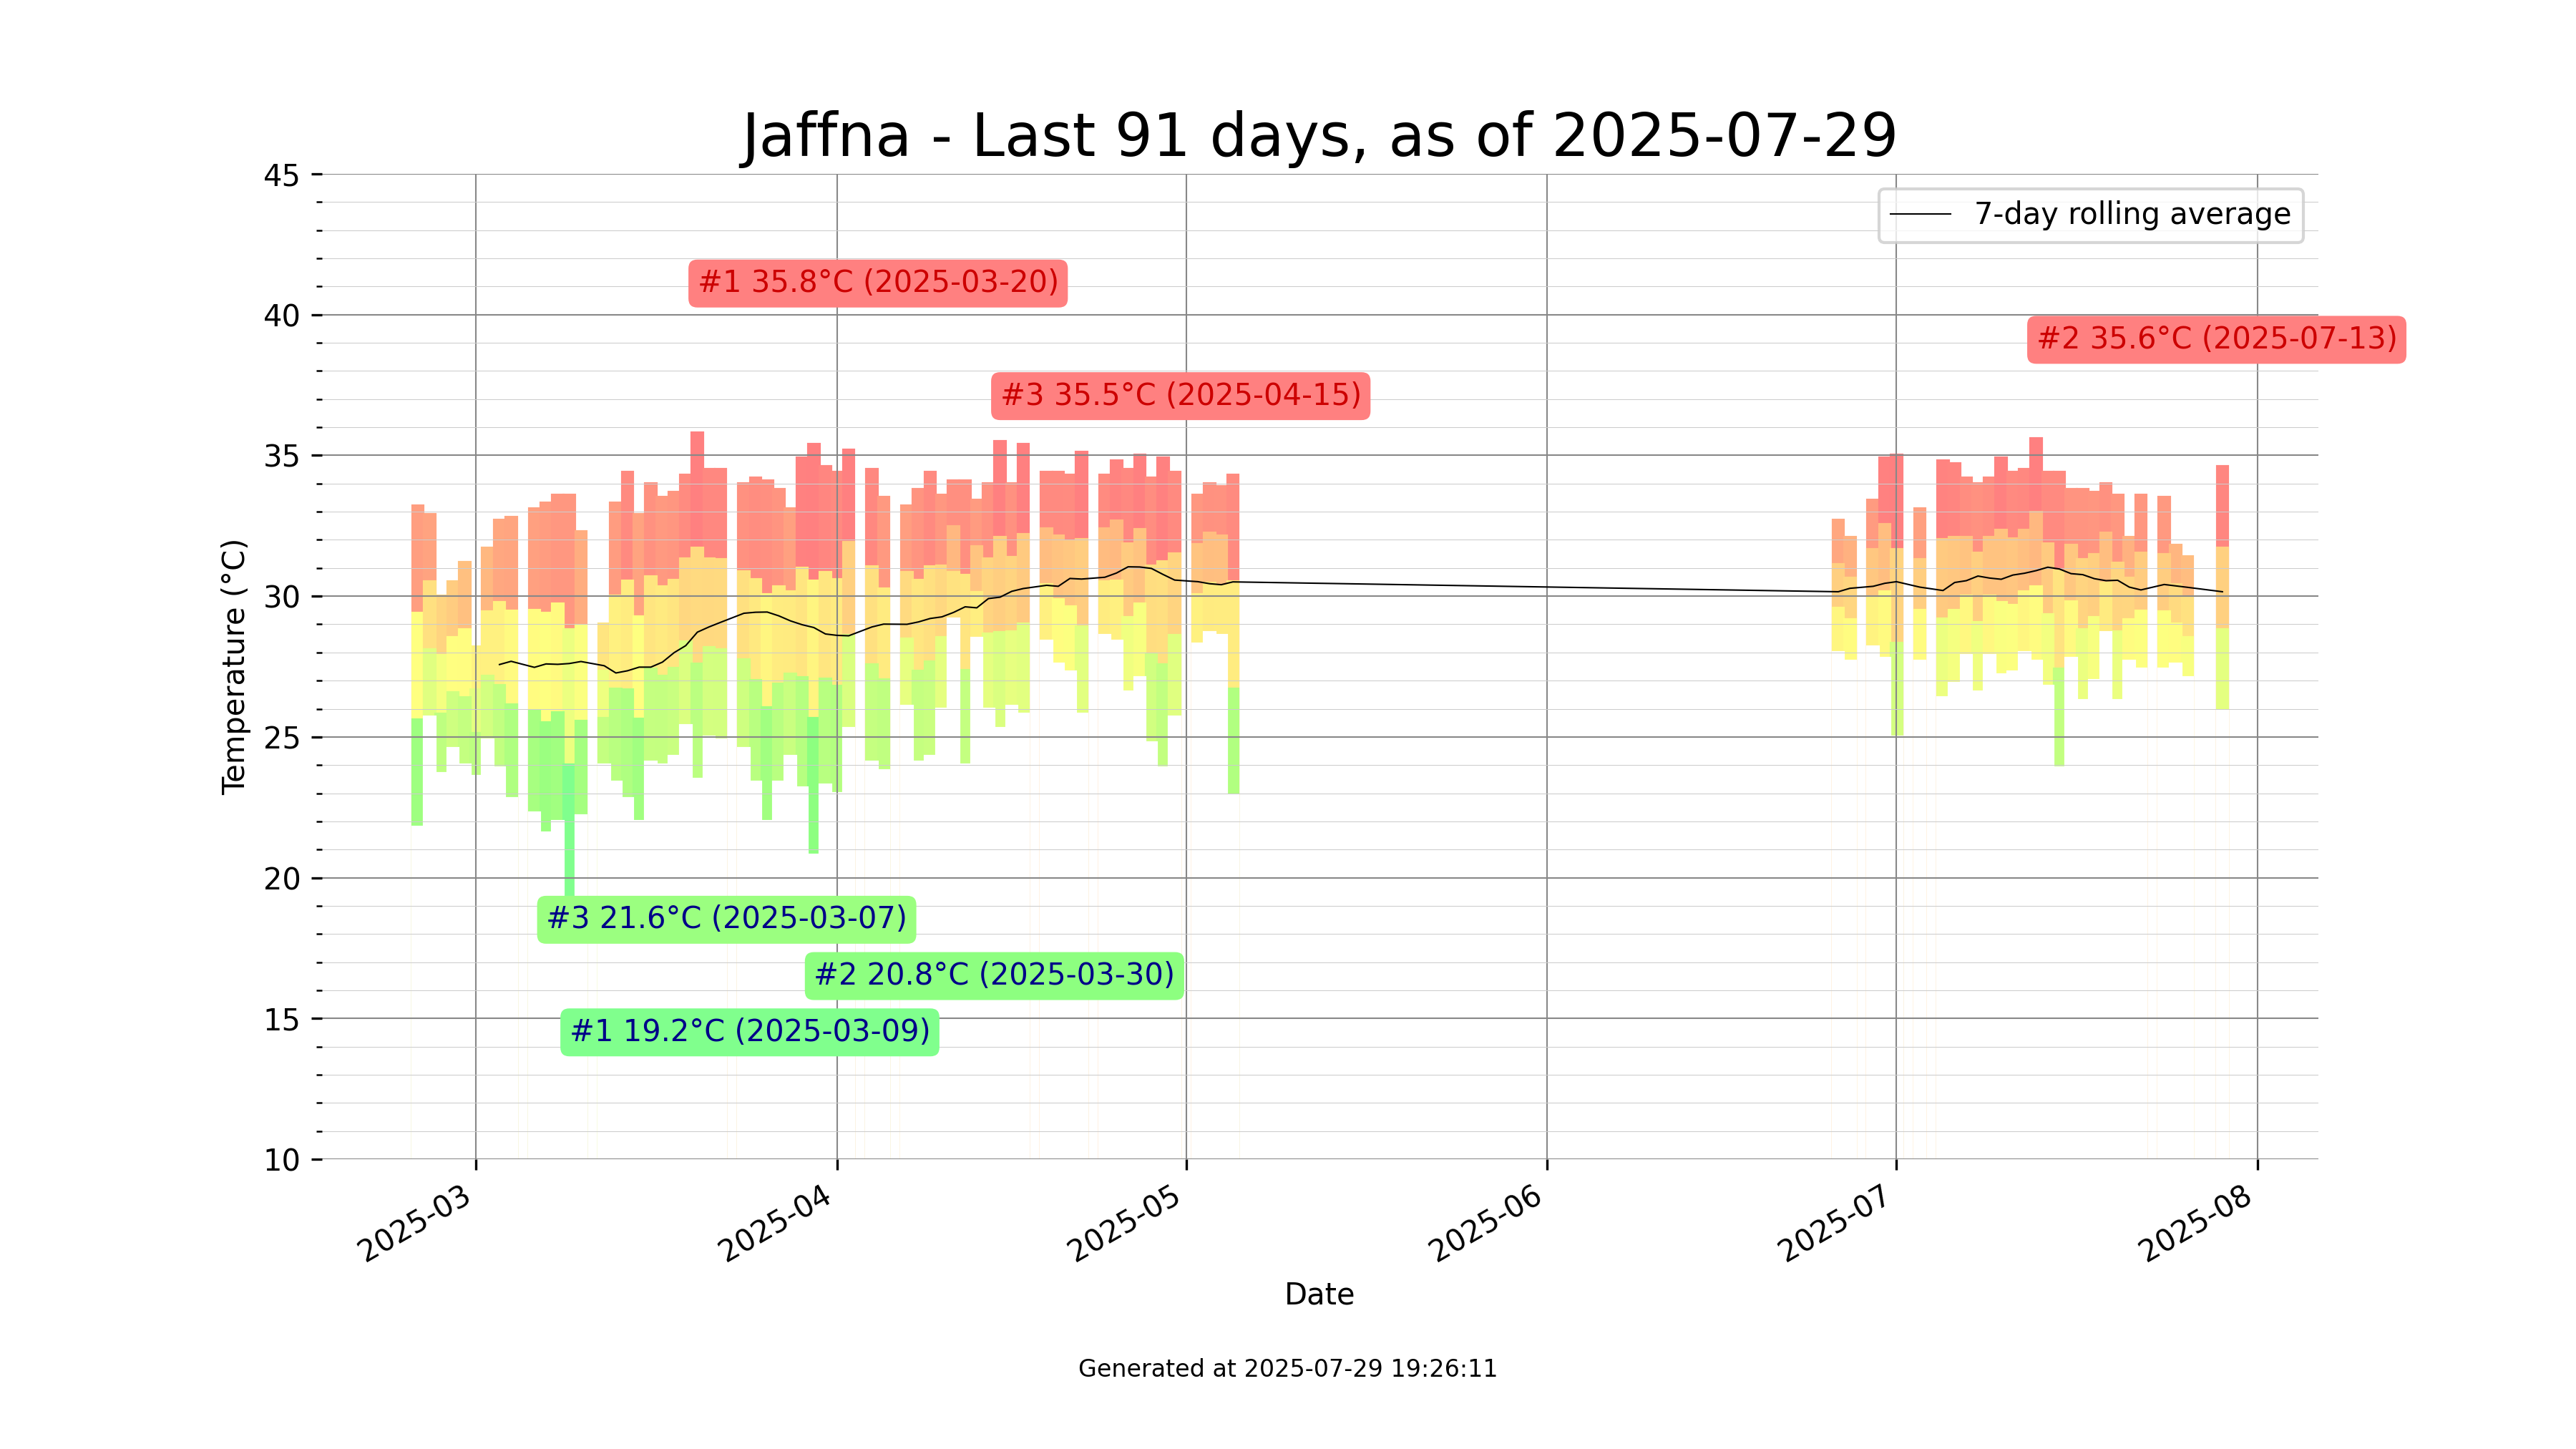 Jaffna - Last 91 days, as of 2025-07-29
45
7-day rolling average
#1 35.8°C (2025-03-20)
40
#2 35.6°C (2025-07-13)
#3 35.5°C (2025-04-15)
35
30
Temperature (°C)
25
20
#3 21.6°C (2025-03-07)
#2 20.8°C (2025-03-30)
15
#1 19.2°C (2025-03-09)
10
2025-03
2025-04
2025-05
2025-06
2025-07
2025-08
Date
Generated at 2025-07-29 19:26:11